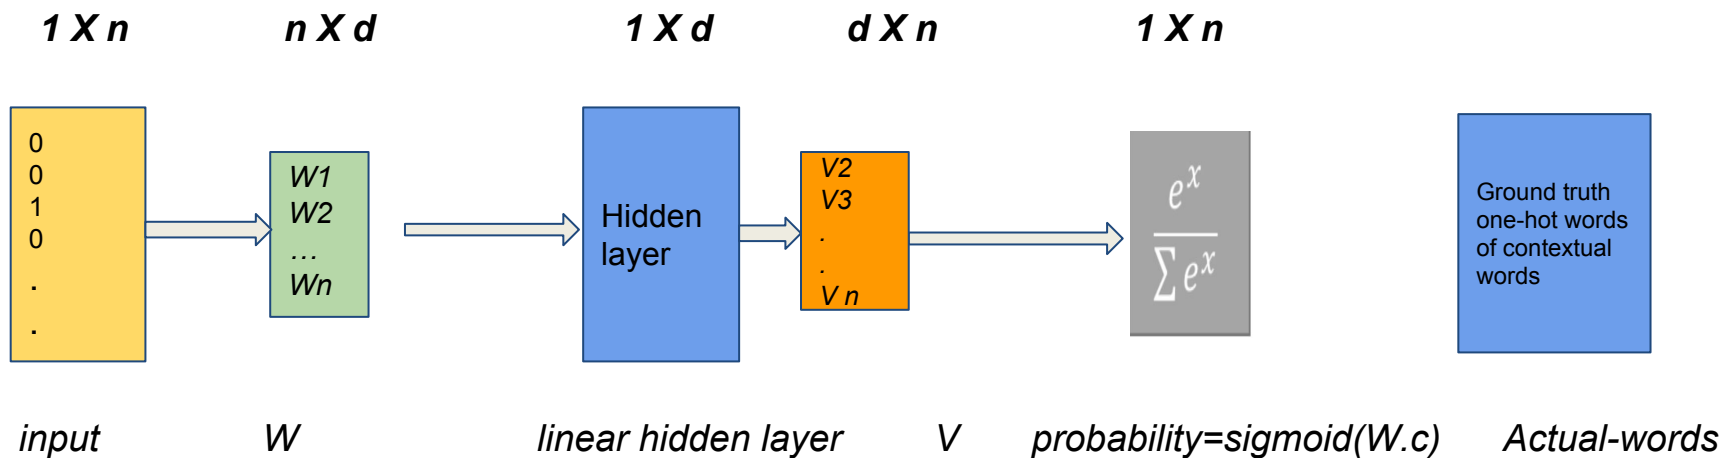 1 X n n X d 1 X d d X n 1 X n
0
0
1
0
.
.
W1
W2
...
Wn
Hidden
layer
V2
V3
.
.
V n
e^x
∑ e^x
Ground truth
one-hot words
of contextual
words
input W linear hidden layer V probability=sigmoid(W.c) Actual-words